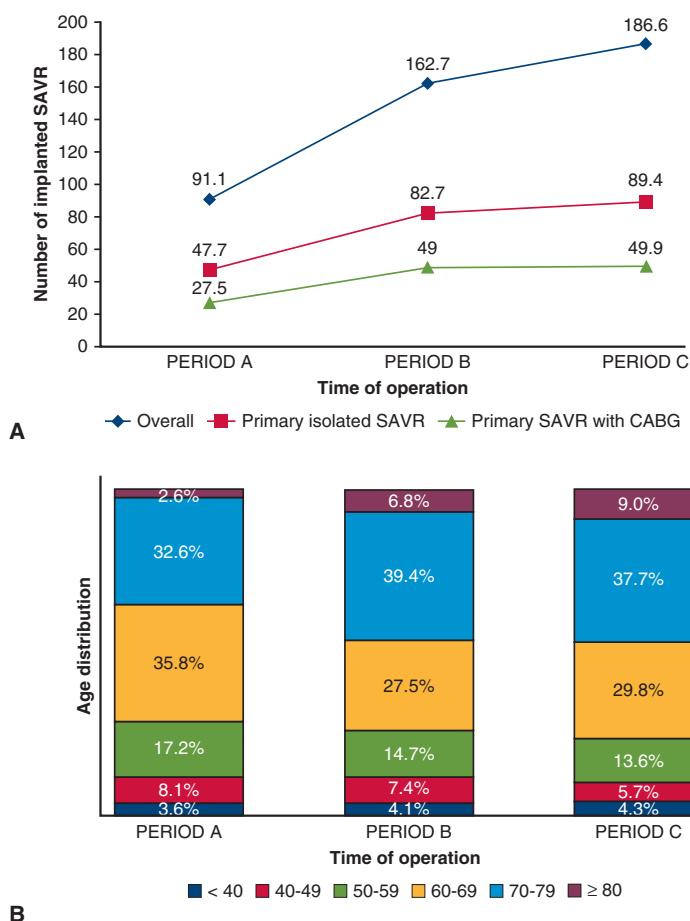 200
186.6
180
162.7
160
140
120
100
91.1
89.4
82.7
80
60
47.7
49
49.9
40
27.5
20
0
Number of implanted SAVR
PERIOD A PERIOD B PERIOD C
Time of operation
Overall Primary isolated SAVR Primary SAVR with CABG
A
Age distribution
2.6% 6.8% 9.0%
32.6% 39.4% 37.7%
35.8% 27.5% 29.8%
17.2% 14.7% 13.6%
8.1% 7.4% 5.7%
3.6% 4.1% 4.3%
PERIOD A PERIOD B PERIOD C
Time of operation
< 40 40-49 50-59 60-69 70-79 ≥ 80
B